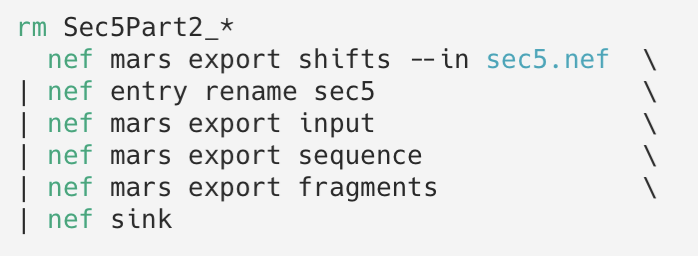 rm Sec5Part2_*
  nef mars export shifts --in sec5.nef  \
| nef entry rename sec5                 \
| nef mars export input                 \
| nef mars export sequence              \
| nef mars export fragments             \
| nef sink